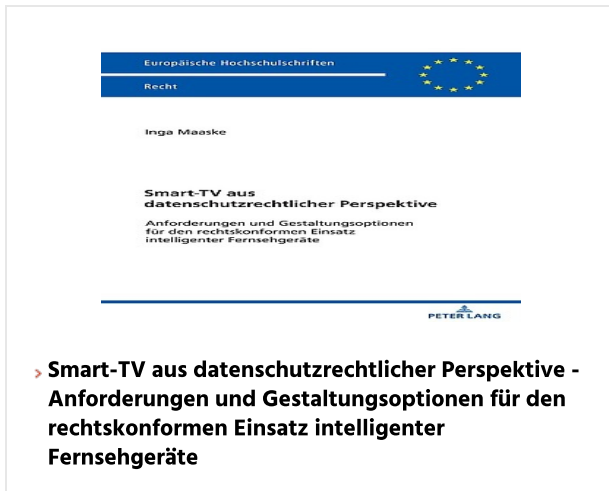 Europäische Hochschulschriften
Recht
Inga Maaske
Smart-TV aus
datenschutzrechtlicher Perspektive
Anforderungen und Gestaltungsoptionen
für den rechtskonformen Einsatz
intelligenter Fernsehgeräte
PETER LANG
Smart-TV aus datenschutzrechtlicher Perspektive -
Anforderungen und Gestaltungsoptionen für den
rechtskonformen Einsatz intelligenter
Fernsehgeräte